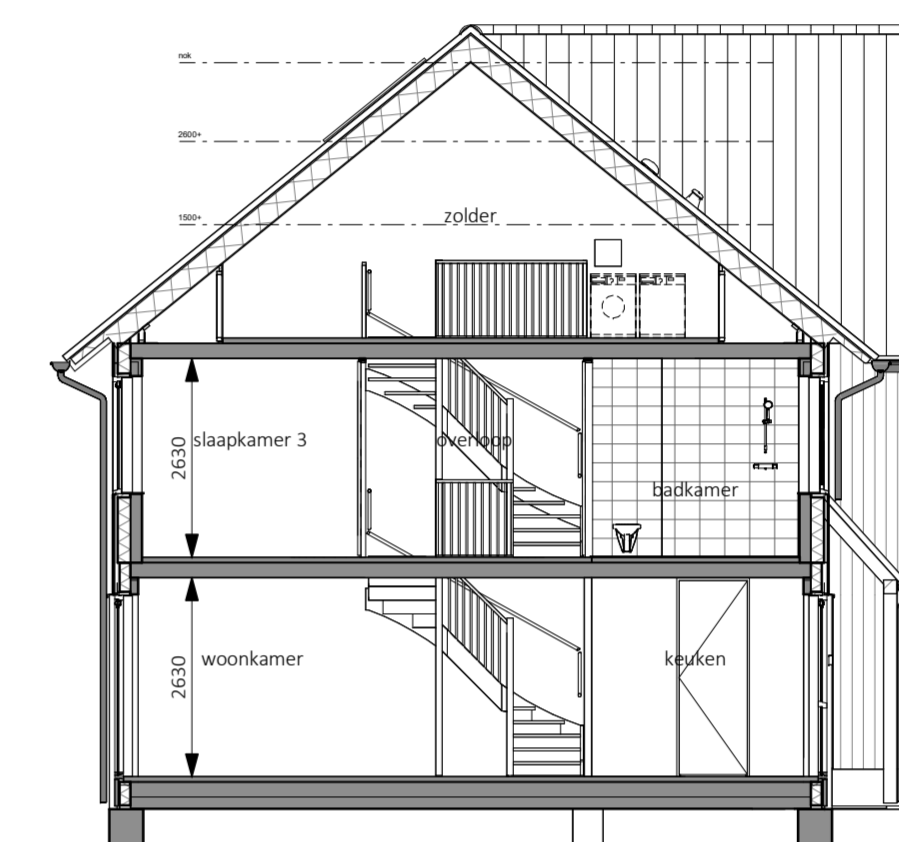 nok
2600+
1500+
zolder
2630
slaapkamer 3
overloop
badkamer
2630
woonkamer
keuken